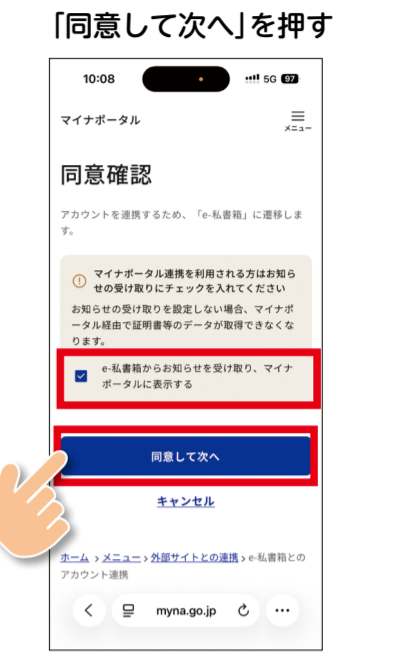 「同意して次へ」を押す
10:08
5G 97
マイナポータル
メニュー
同意確認
アカウントを連携するため、「e-私書箱」に遷移しま
す。
マイナポータル連携を利用される方はお知ら
せの受け取りにチェックを入れてください
お知らせの受け取りを設定しない場合、マイナポ
ータル経由で証明書等のデータが取得できなくな
ります。
e-私書箱からお知らせを受け取り、マイナ
ポータルに表示する
同意して次へ
キャンセル
ホーム > メニュー > 外部サイトとの連携 > e-私書箱との
アカウント連携
myna.go.jp